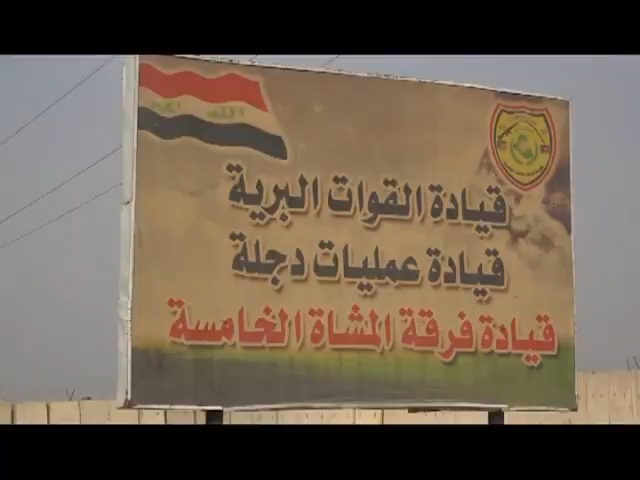 قيادة القوات البرية
قيادة عمليات دجلة
قيادة فرقة المشاة الخامسة